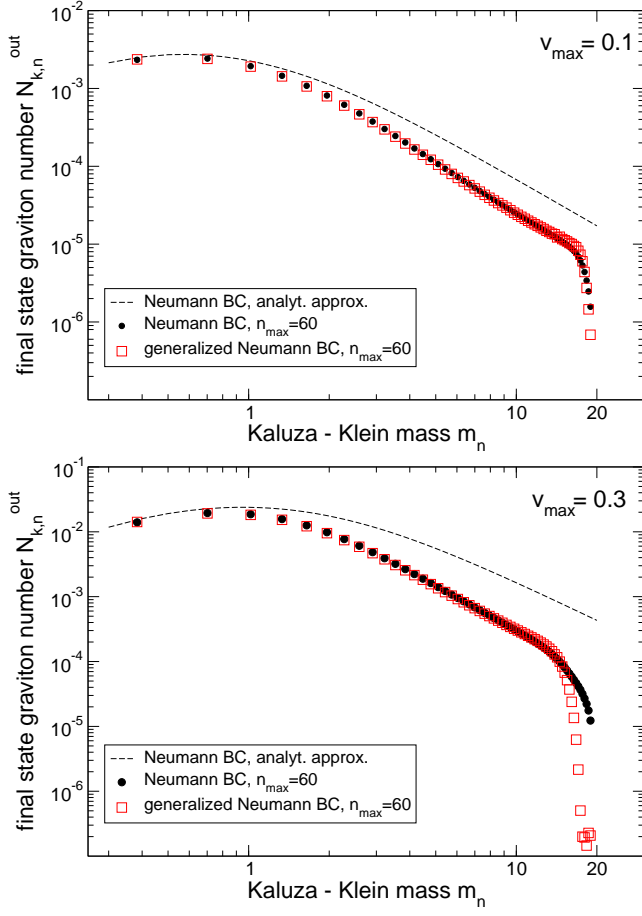 10^-2
v_max = 0.1
10^-3
10^-4
10^-5
10^-6
final state graviton number N_k,n^out
Neumann BC, analyt. approx.
Neumann BC, n_max=60
generalized Neumann BC, n_max=60
1 10 20
Kaluza - Klein mass m_n
10^-1
v_max = 0.3
10^-2
10^-3
10^-4
10^-5
10^-6
final state graviton number N_k,n^out
Neumann BC, analyt. approx.
Neumann BC, n_max=60
generalized Neumann BC, n_max=60
1 10 20
Kaluza - Klein mass m_n